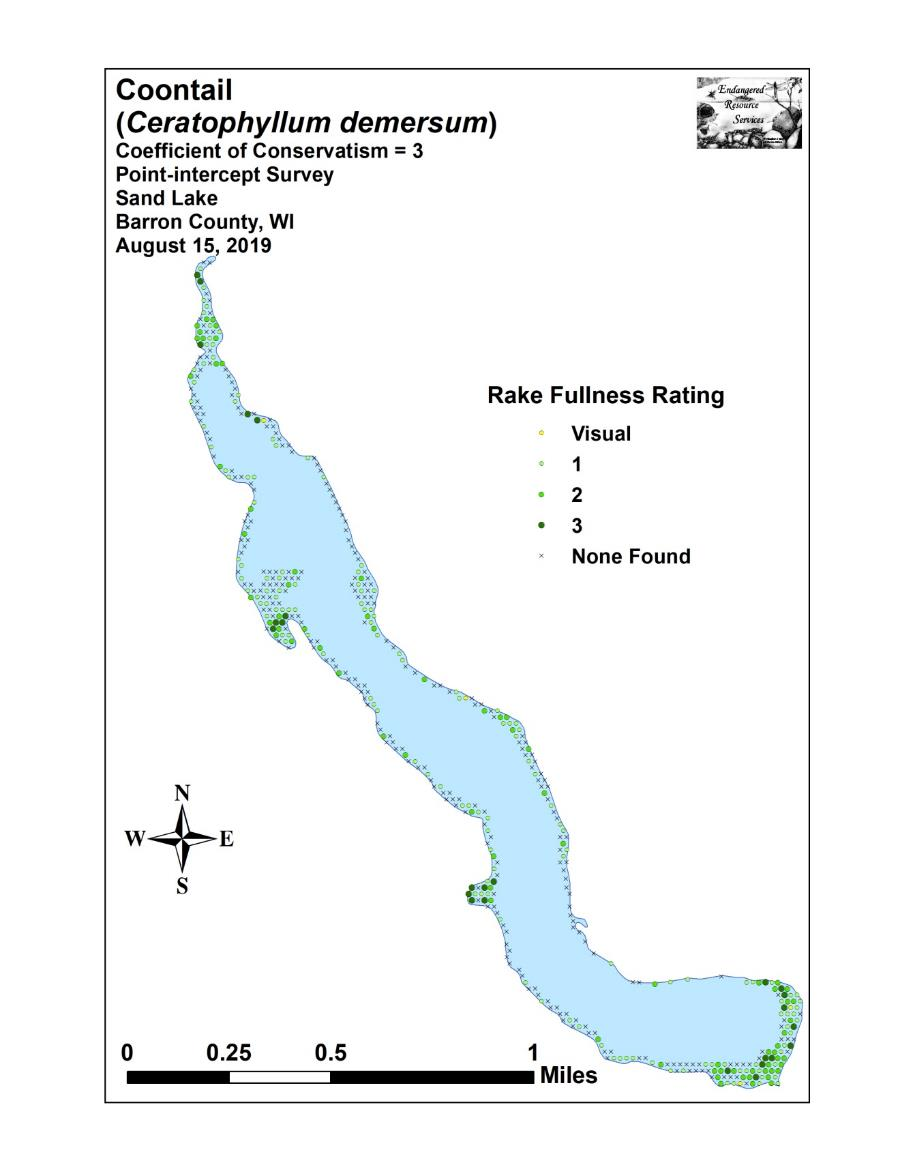 Coontail
(Ceratophyllum demersum)
Coefficient of Conservatism = 3
Point-intercept Survey
Sand Lake
Barron County, WI
August 15, 2019
Endangered
Resource
Services
Rake Fullness Rating
Visual
1
2
3
None Found
N
W E
S
0 0.25 0.5 1
Miles